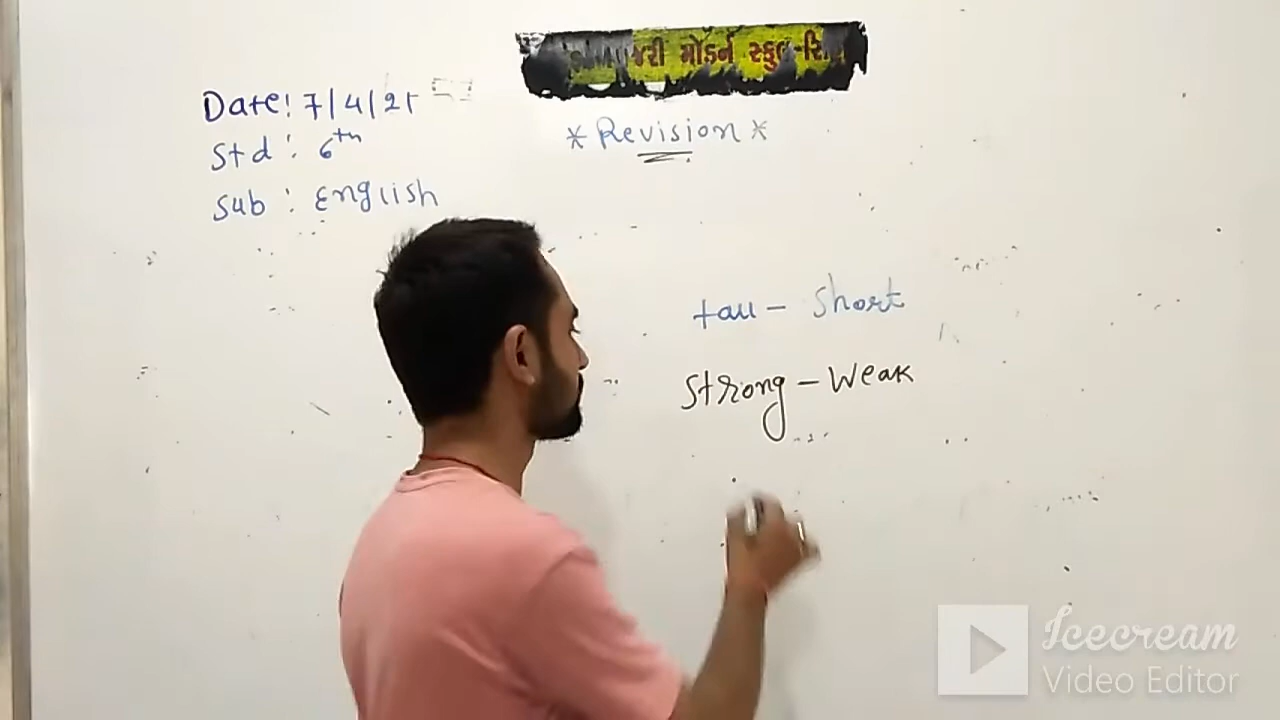 મોડર્ન સ્કુલ
Date: 7/4/21
*Revision*
Std: 6th
Sub: English
tall - Short
Strong - Weak
Icecream
Video Editor